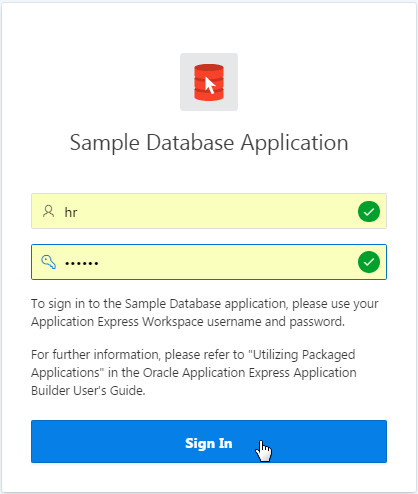 Sample Database Application
hr
••••••
To sign in to the Sample Database application, please use your
Application Express Workspace username and password.
For further information, please refer to "Utilizing Packaged
Applications" in the Oracle Application Express Application
Builder User's Guide.
Sign In